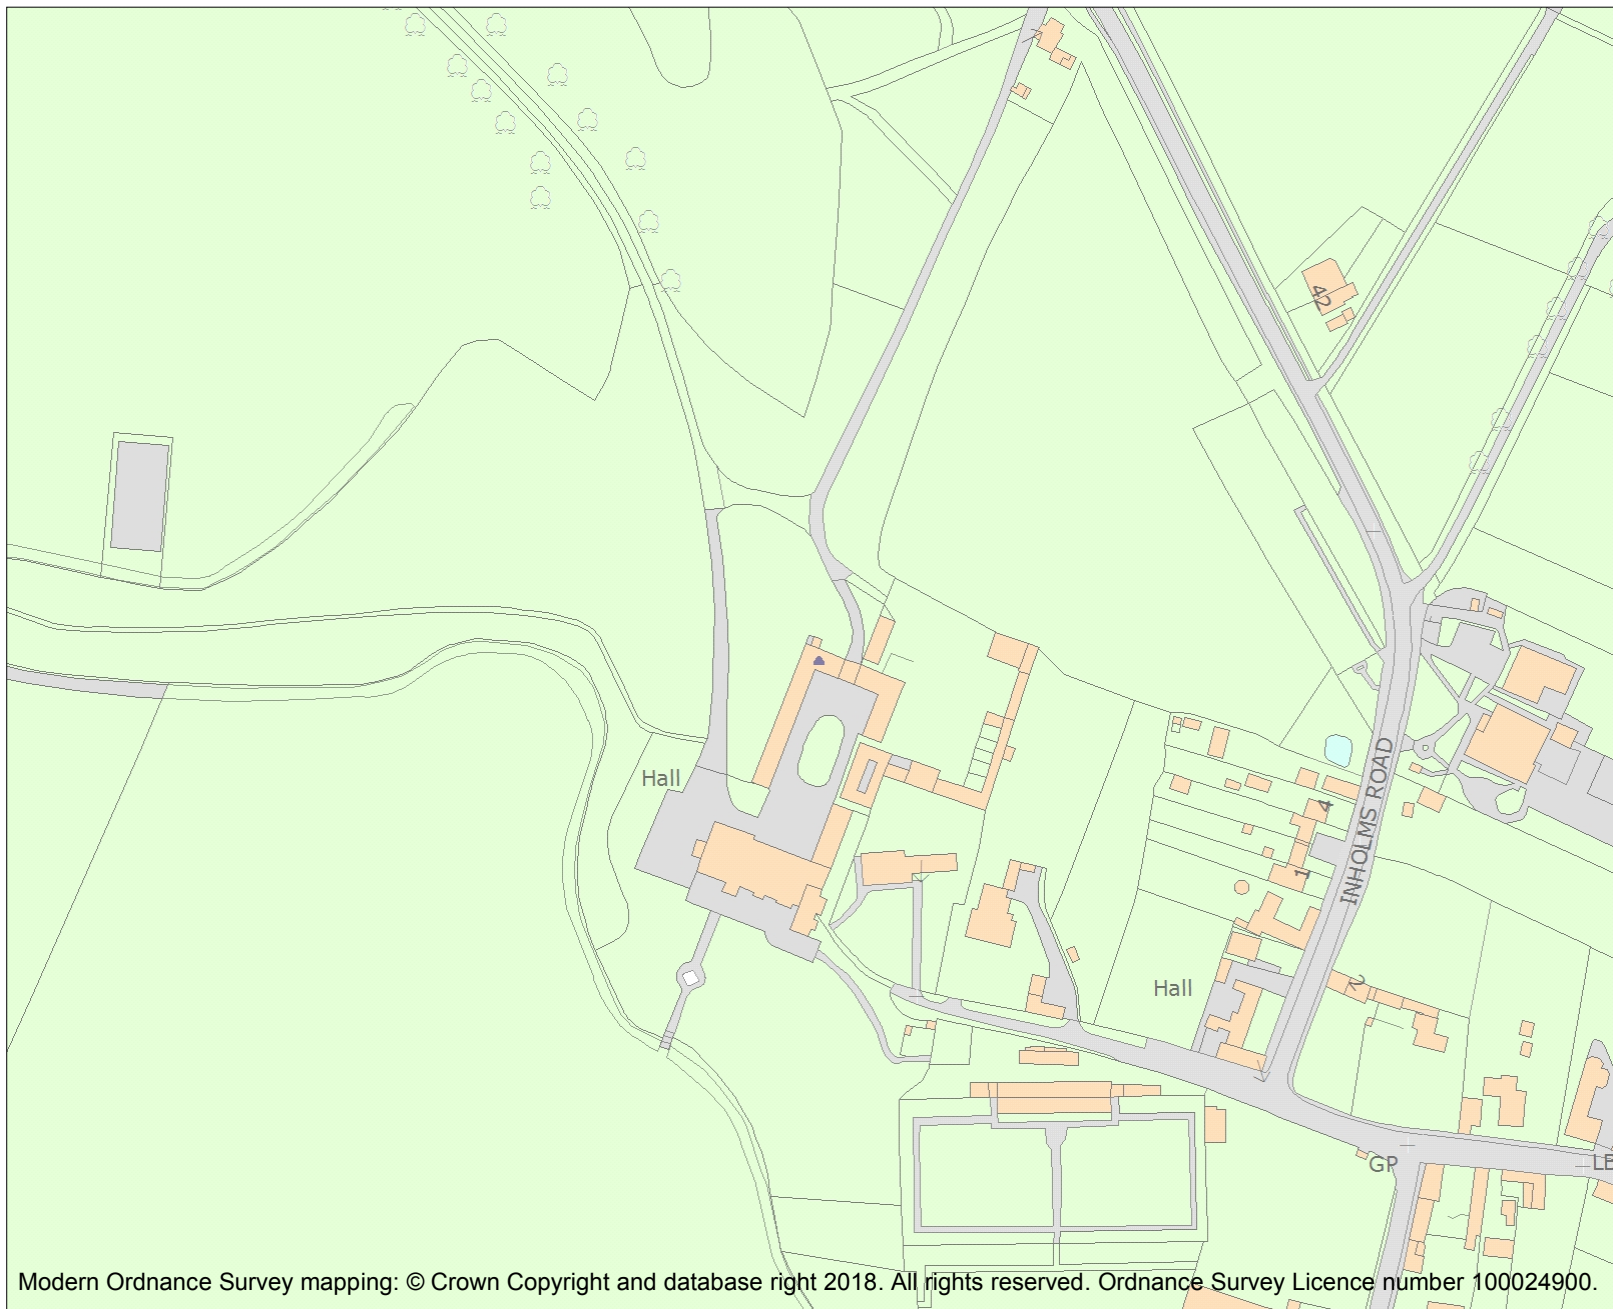 42
Hall
4
INHOLMS ROAD
1
Hall
2
GP
LB
Modern Ordnance Survey mapping: © Crown Copyright and database right 2018. All rights reserved. Ordnance Survey Licence number 100024900.